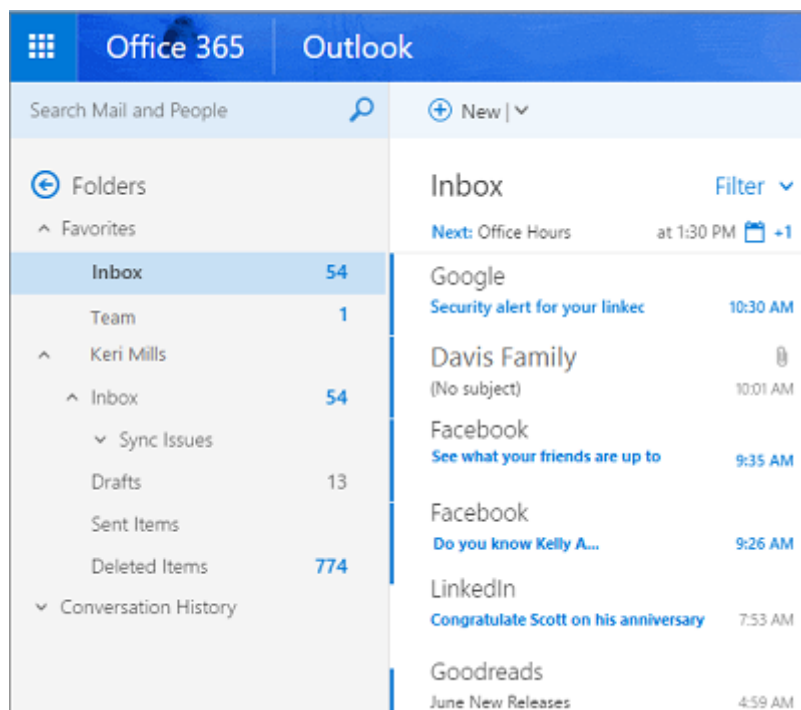 Office 365 Outlook
Search Mail and People
New
Folders
Favorites
Inbox 54
Team 1
Keri Mills
Inbox 54
Sync Issues
Drafts 13
Sent Items
Deleted Items 774
Conversation History
Inbox Filter
Next: Office Hours at 1:30 PM +1
Google
Security alert for your linkec 10:30 AM
Davis Family
(No subject) 10:01 AM
Facebook
See what your friends are up to 9:35 AM
Facebook
Do you know Kelly A... 9:26 AM
LinkedIn
Congratulate Scott on his anniversary 7:53 AM
Goodreads
June New Releases 4:59 AM